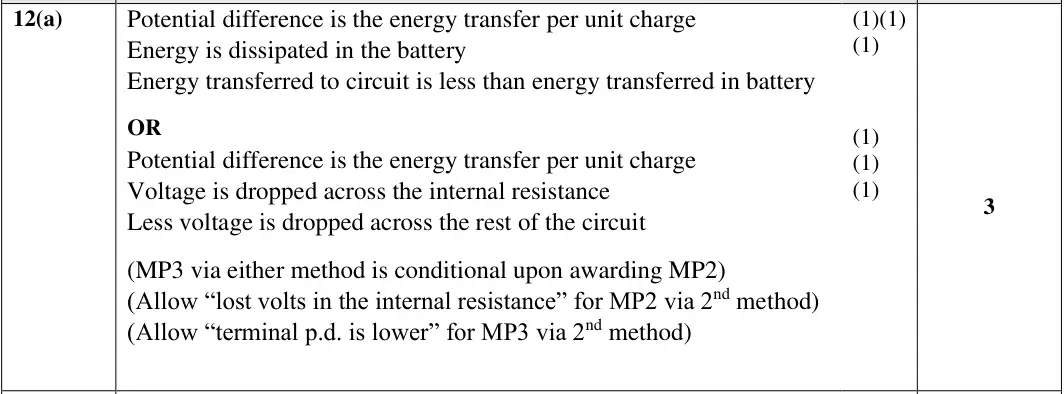 12(a) Potential difference is the energy transfer per unit charge (1)(1)
Energy is dissipated in the battery (1)
Energy transferred to circuit is less than energy transferred in battery
OR
(1)
Potential difference is the energy transfer per unit charge (1)
Voltage is dropped across the internal resistance (1)
Less voltage is dropped across the rest of the circuit
3
(MP3 via either method is conditional upon awarding MP2)
(Allow “lost volts in the internal resistance” for MP2 via 2nd method)
(Allow “terminal p.d. is lower” for MP3 via 2nd method)